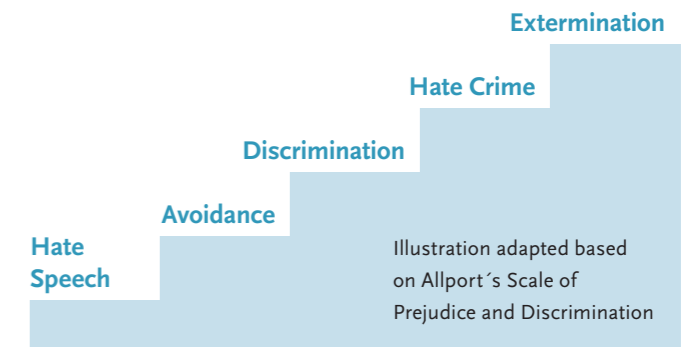 Extermination
Hate Crime
Discrimination
Avoidance
Hate
Speech
Illustration adapted based
on Allport´s Scale of
Prejudice and Discrimination